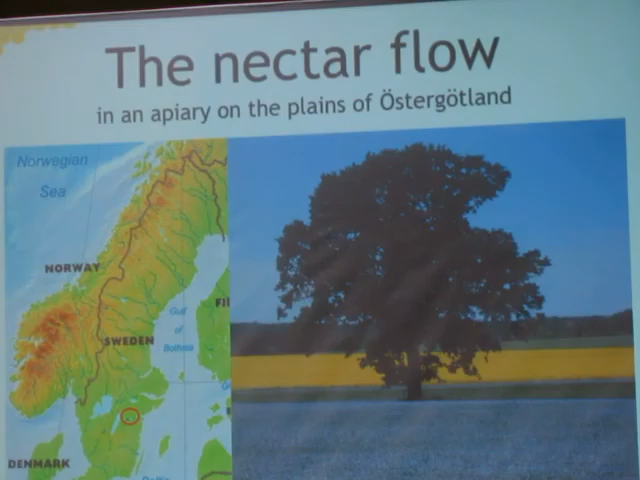 The nectar flow
in an apiary on the plains of Östergötland
Norwegian
Sea
NORWAY
FI
Gulf
of
Bothnia
SWEDEN
DENMARK